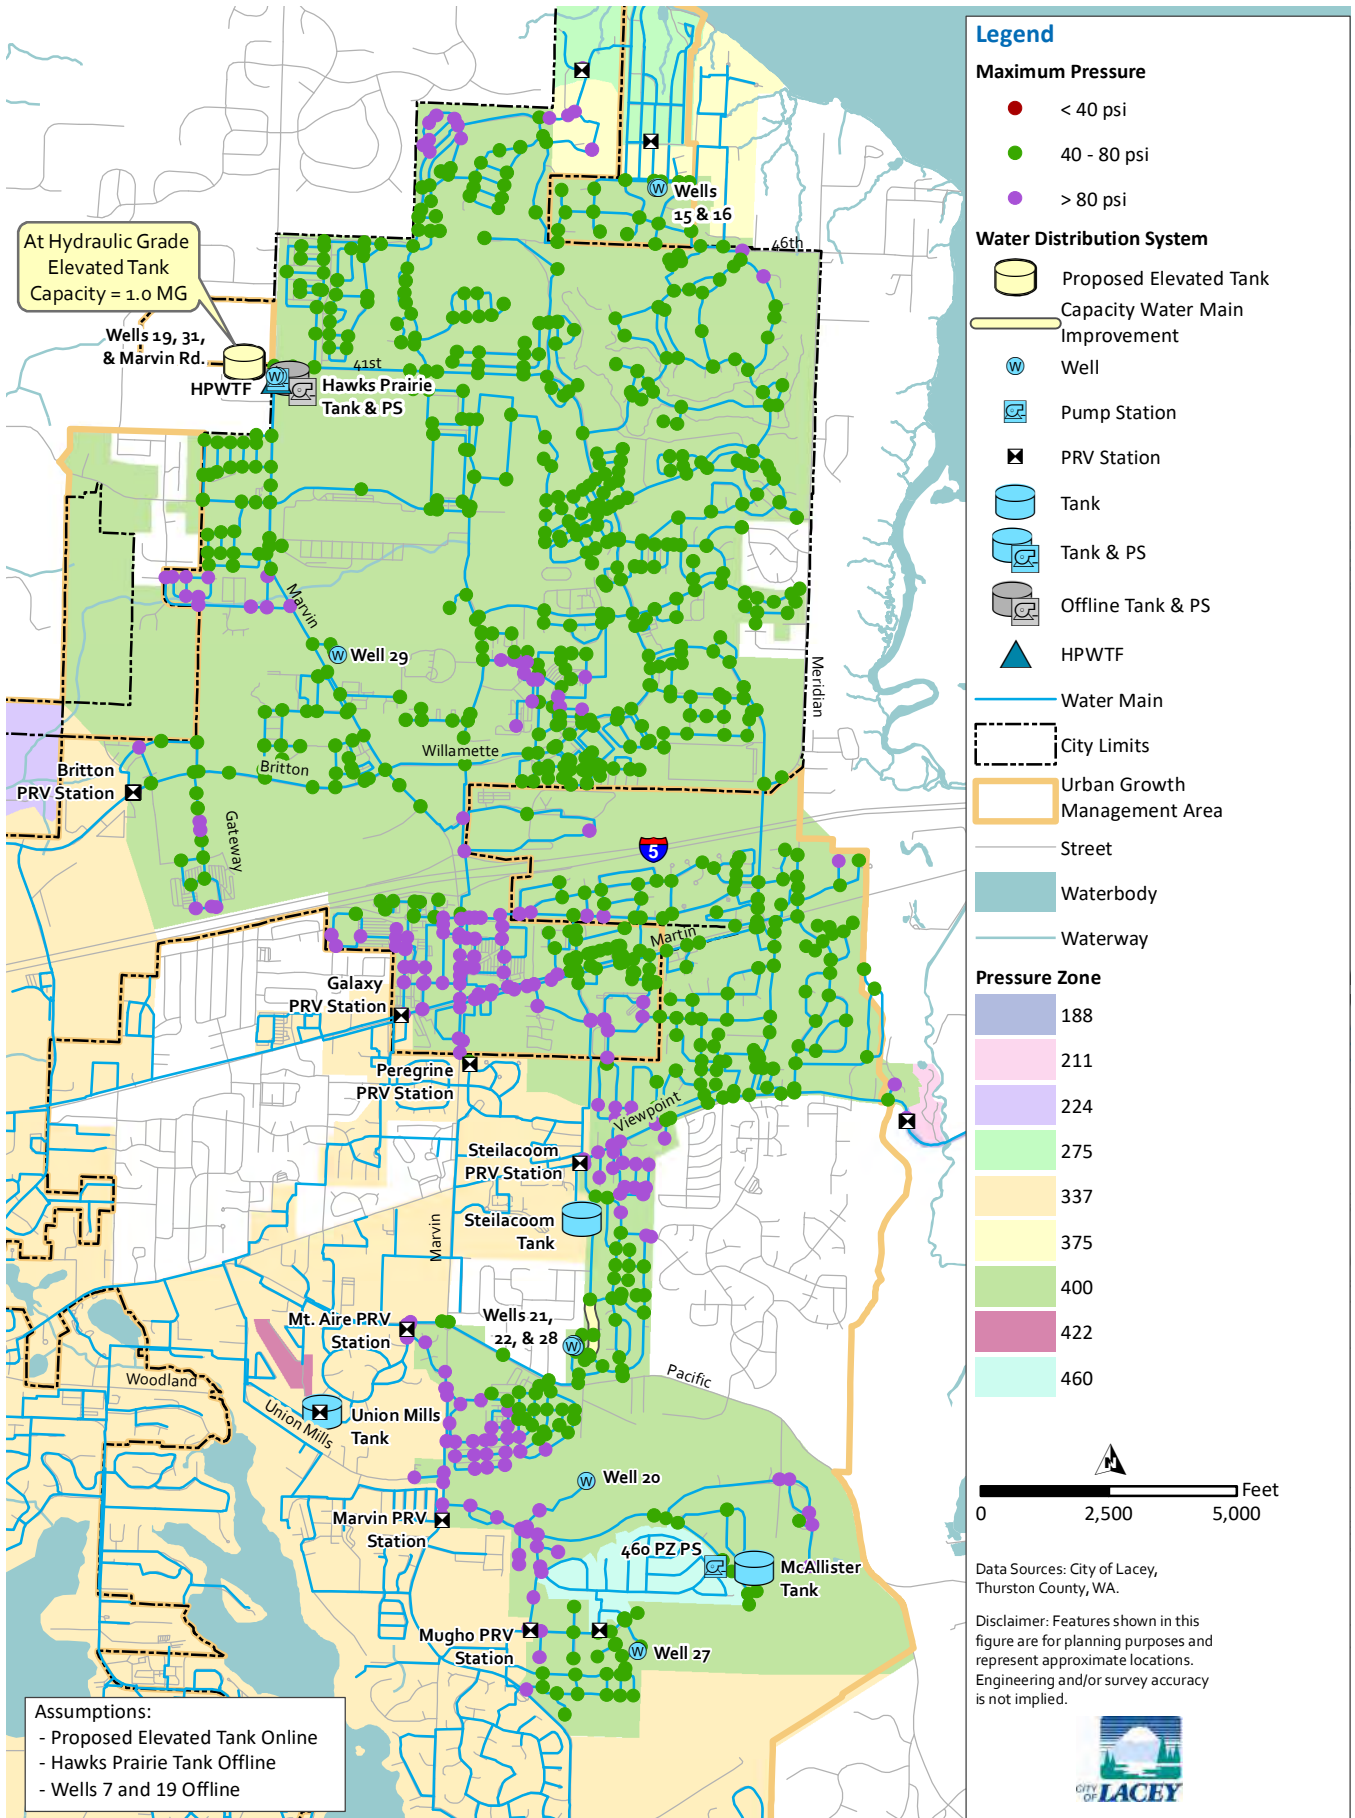 At Hydraulic Grade
Elevated Tank
Capacity = 1.0 MG
Wells 19, 31,
& Marvin Rd.
HPWTF
Hawks Prairie
Tank & PS
41st
W
Wells
15 & 16
46th
Marvin
Well 29
Meridian
Willamette
Britton
Britton
PRV Station
Gateway
5
Martin
Galaxy
PRV Station
Peregrine
PRV Station
Viewpoint
Steilacoom
PRV Station
Steilacoom
Tank
Marvin
Mt. Aire PRV
Station
Wells 21,
22, & 28
Pacific
Woodland
Union Mills
Union Mills
Tank
Well 20
Marvin PRV
Station
460 PZ PS
McAllister
Tank
Mugho PRV
Station
Well 27
Assumptions:
- Proposed Elevated Tank Online
- Hawks Prairie Tank Offline
- Wells 7 and 19 Offline
Legend
Maximum Pressure
< 40 psi
40 - 80 psi
> 80 psi
Water Distribution System
Proposed Elevated Tank
Capacity Water Main
Improvement
W Well
Pump Station
PRV Station
Tank
Tank & PS
Offline Tank & PS
HPWTF
Water Main
City Limits
Urban Growth
Management Area
Street
Waterbody
Waterway
Pressure Zone
188
211
224
275
337
375
400
422
460
N
Feet
0 2,500 5,000
Data Sources: City of Lacey,
Thurston County, WA.
Disclaimer: Features shown in this
figure are for planning purposes and
represent approximate locations.
Engineering and/or survey accuracy
is not implied.
CITY
OF LACEY